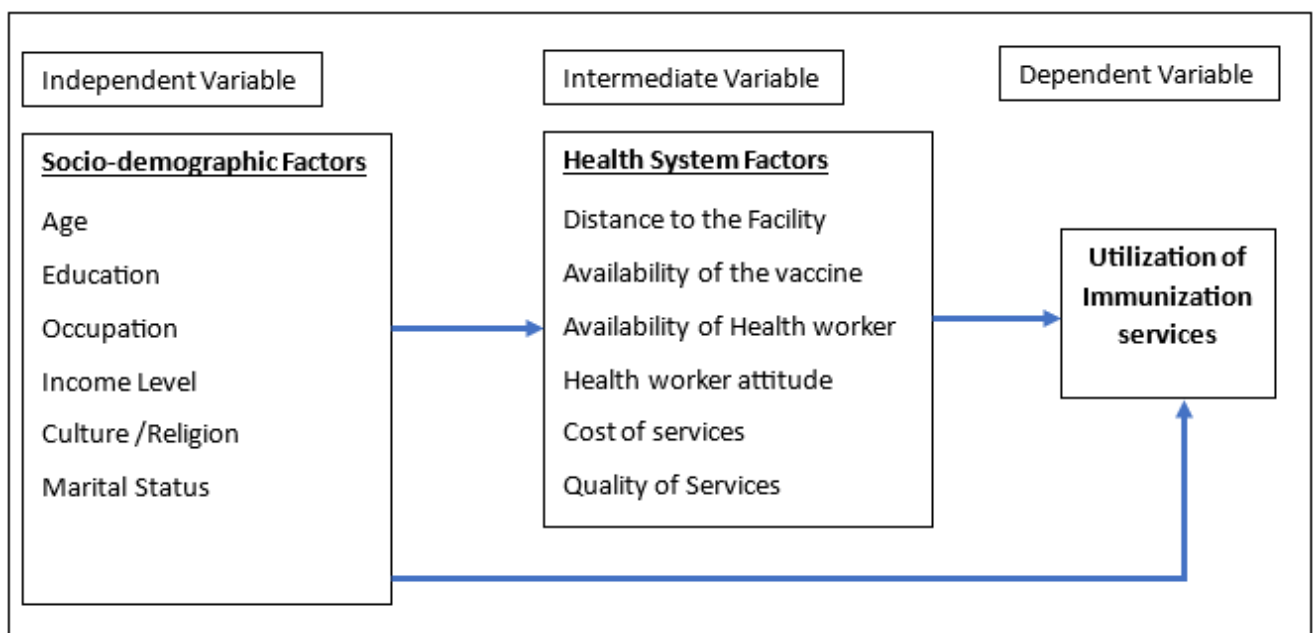 Independent Variable
Intermediate Variable
Dependent Variable
Socio-demographic Factors
Age
Education
Occupation
Income Level
Culture /Religion
Marital Status
Health System Factors
Distance to the Facility
Availability of the vaccine
Availability of Health worker
Health worker attitude
Cost of services
Quality of Services
Utilization of
Immunization
services